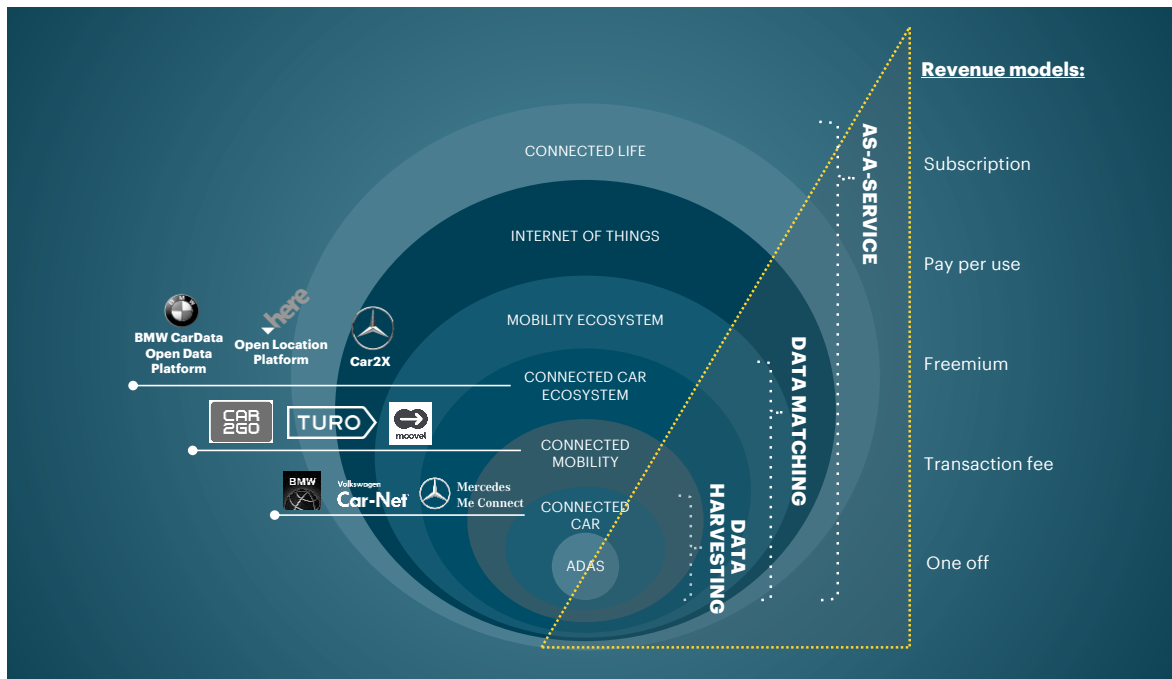 Revenue models:
CONNECTED LIFE
AS-A-SERVICE
Subscription
INTERNET OF THINGS
Pay per use
BMW
here
MOBILITY ECOSYSTEM
BMW CarData
Open Data
Platform
Open Location
Platform
Car2X
DATA MATCHING
Freemium
CONNECTED CAR
ECOSYSTEM
CAR
2GO
TURO
moovel
CONNECTED
MOBILITY
Transaction fee
BMW
Volkswagen
Car-Net
Mercedes
Me Connect
CONNECTED
CAR
DATA
HARVESTING
ADAS
One off